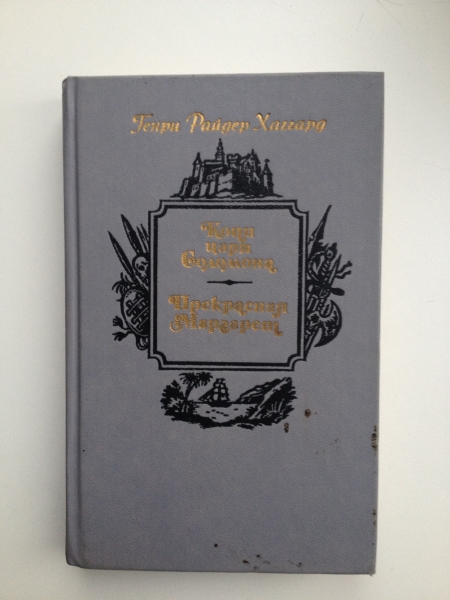 Генри Райдер Хаггард
Копи
царя
Соломона
Прекрасная
Маргарет